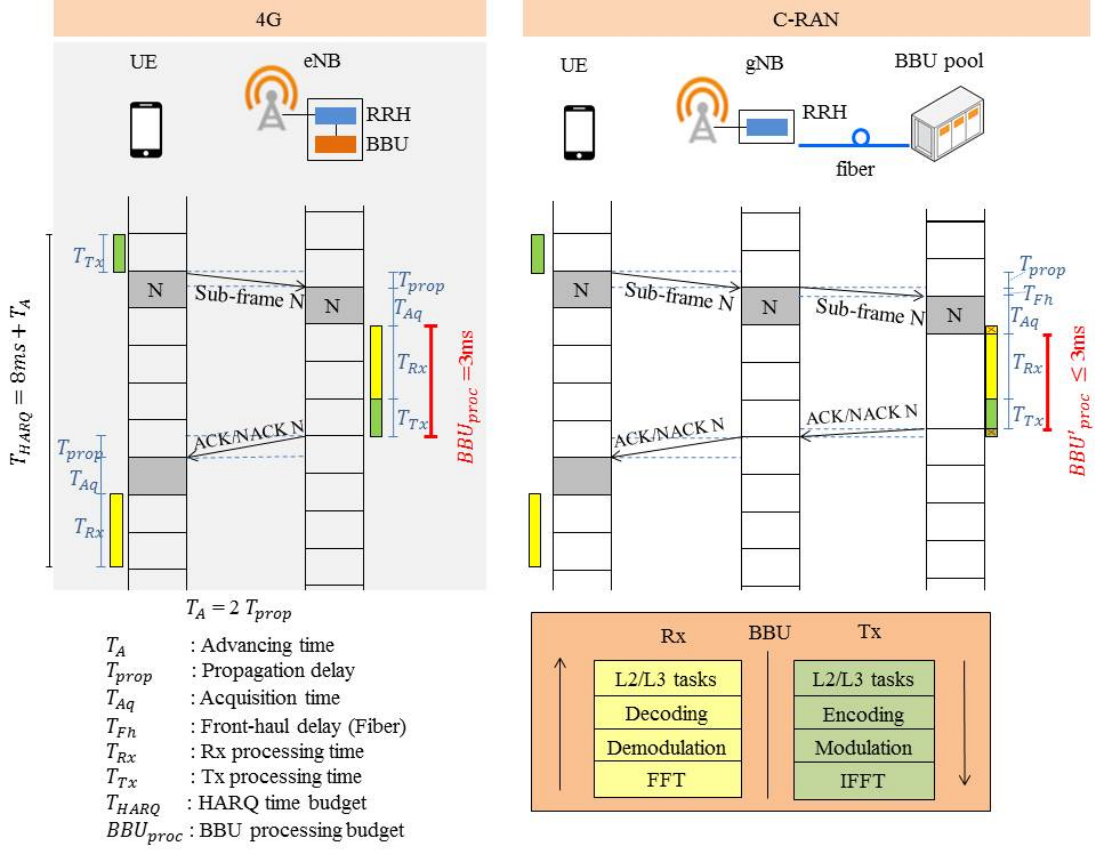 4G
UE
eNB
RRH
BBU
T_Tx
N
Sub-frame N
N
T_prop
T_Aq
T_Rx
T_Tx
BBU_proc =3ms
T_HARQ = 8ms + T_A
ACK/NACK N
T_prop
T_Aq
T_Rx
C-RAN
UE
gNB
RRH
fiber
BBU pool
N
Sub-frame N
N
Sub-frame N
N
T_prop
T_Fh
T_Aq
T_Rx
T_Tx
BBU'_proc ≤ 3ms
ACK/NACK N
ACK/NACK N
T_A = 2 T_prop
T_A : Advancing time
T_prop : Propagation delay
T_Aq : Acquisition time
T_Fh : Front-haul delay (Fiber)
T_Rx : Rx processing time
T_Tx : Tx processing time
T_HARQ : HARQ time budget
BBU_proc : BBU processing budget
Rx BBU Tx
L2/L3 tasks
Decoding
Demodulation
FFT
L2/L3 tasks
Encoding
Modulation
IFFT